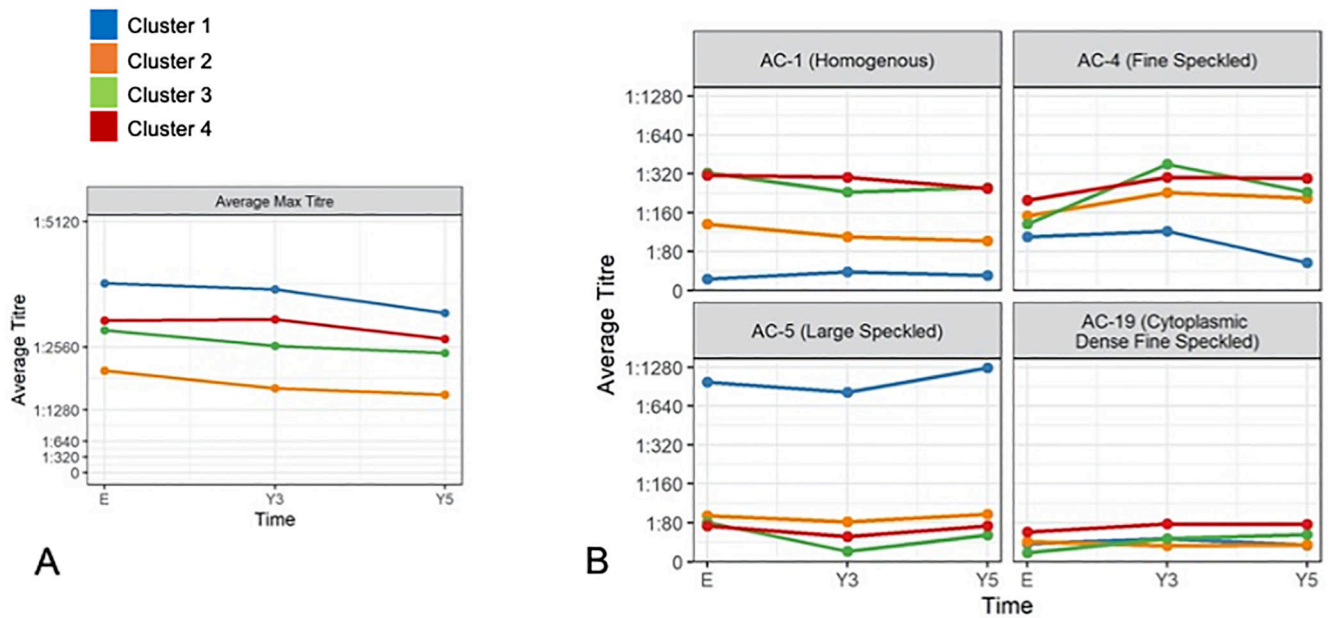 Cluster 1
Cluster 2
Cluster 3
Cluster 4
Average Max Titre
Average Titre
1:5120
1:2560
1:1280
1:640
1:320
0
E
Y3
Y5
Time
A
AC-1 (Homogenous)
AC-4 (Fine Speckled)
Average Titre
1:1280
1:640
1:320
1:160
1:80
0
AC-5 (Large Speckled)
AC-19 (Cytoplasmic
Dense Fine Speckled)
1:1280
1:640
1:320
1:160
1:80
0
E
Y3
Y5
E
Y3
Y5
Time
B